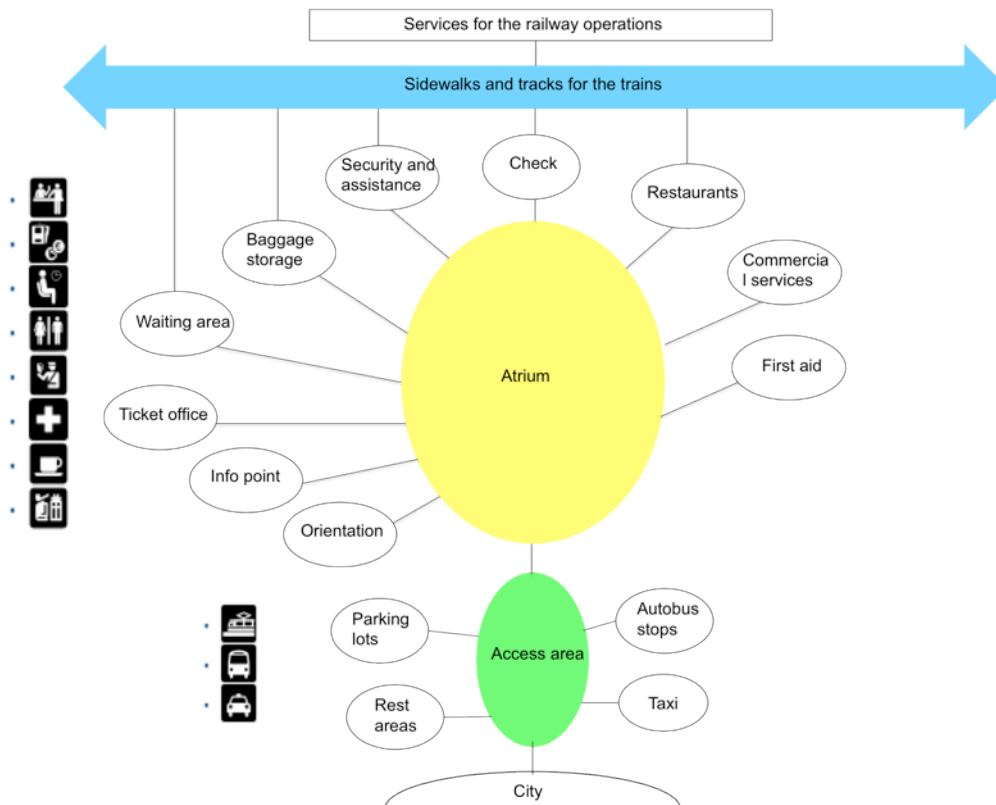 Services for the railway operations
Sidewalks and tracks for the trains
Security and
assistance
Check
Restaurants
Baggage
storage
Commercia
l services
Waiting area
Atrium
First aid
Ticket office
Info point
Orientation
Parking
lots
Autobus
stops
Access area
Rest
areas
Taxi
City